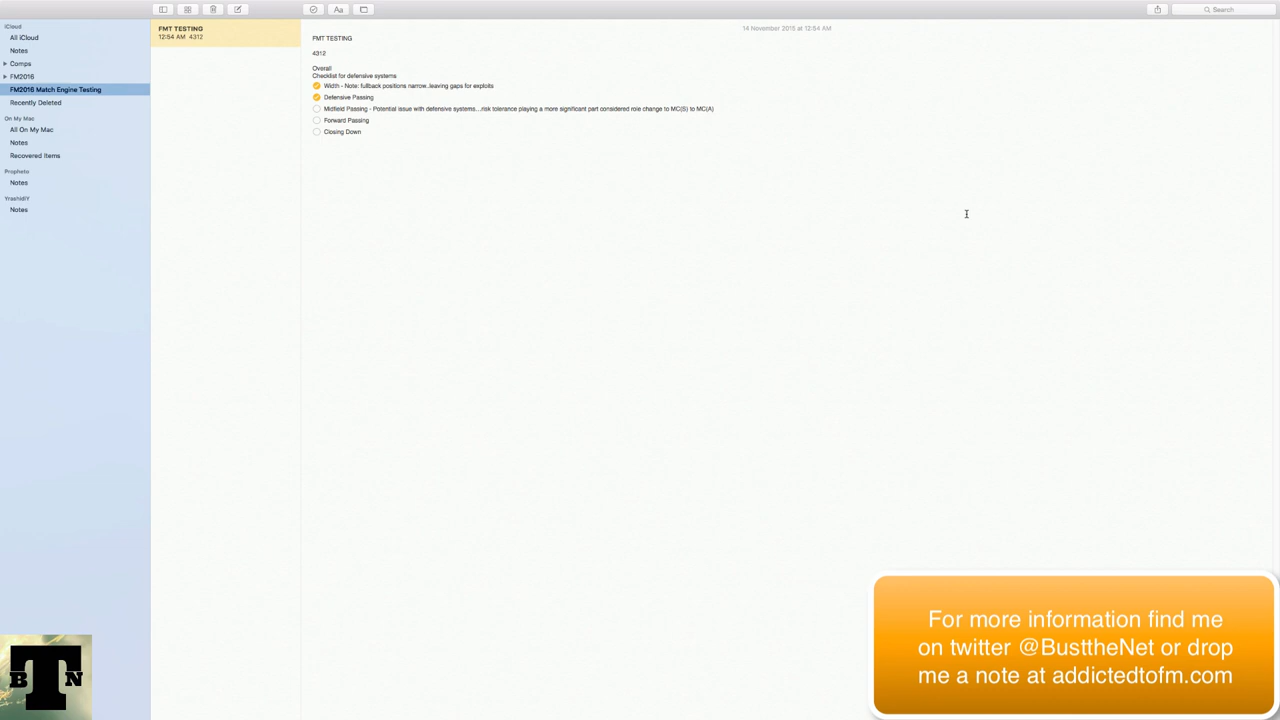 Aa
Search
iCloud
All iCloud
Notes
Comps
FM2016
FM2016 Match Engine Testing
Recently Deleted
On My Mac
All On My Mac
Notes
Recovered Items
Propheto
Notes
YrashidiY
Notes
FMT TESTING
12:54 AM 4312
14 November 2015 at 12:54 AM
FMT TESTING
4312
Overall
Checklist for defensive systems
Width - Note: fullback positions narrow..leaving gaps for exploits
Defensive Passing
Midfield Passing - Potential issue with defensive systems...risk tolerance playing a more significant part considered role change to MC(S) to MC(A)
Forward Passing
Closing Down
For more information find me
on twitter @BusttheNet or drop
me a note at addictedtofm.com
BTN